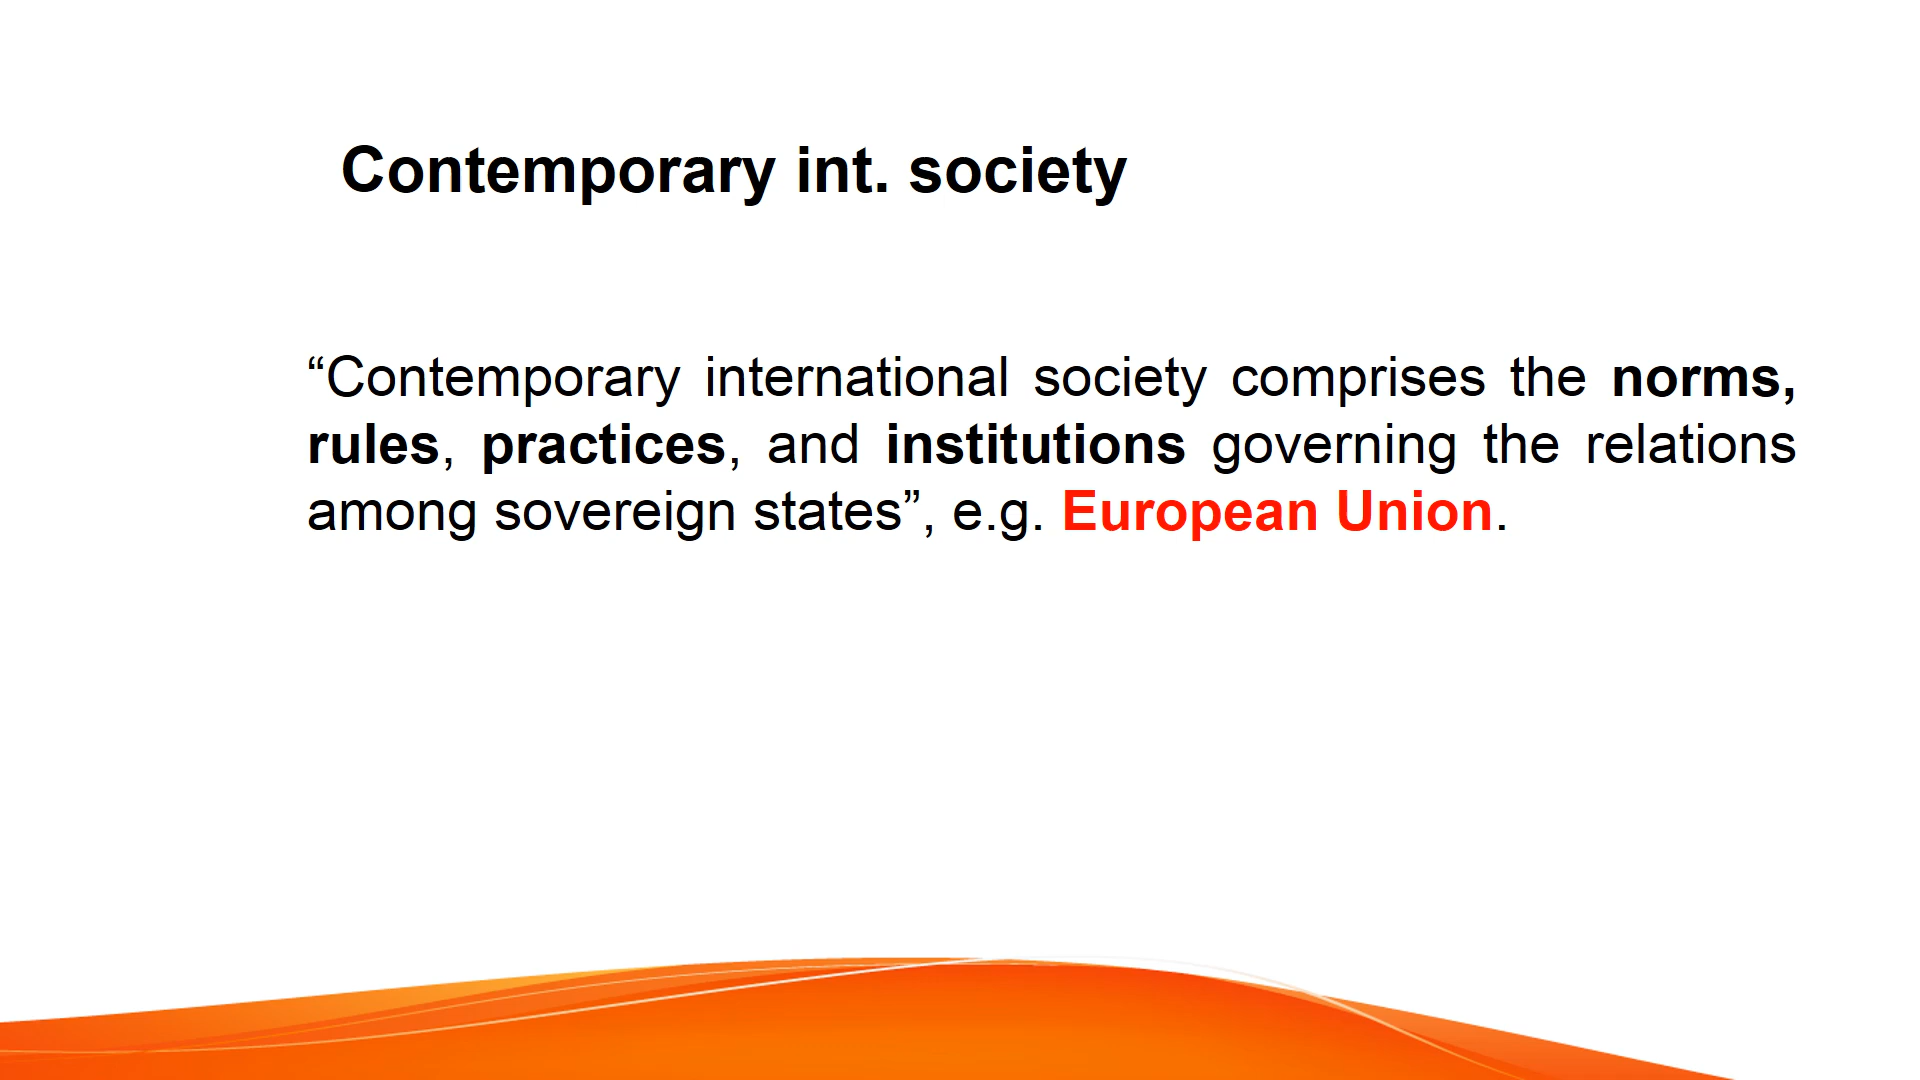 Contemporary int. society
“Contemporary international society comprises the norms,
rules, practices, and institutions governing the relations
among sovereign states”, e.g. European Union.